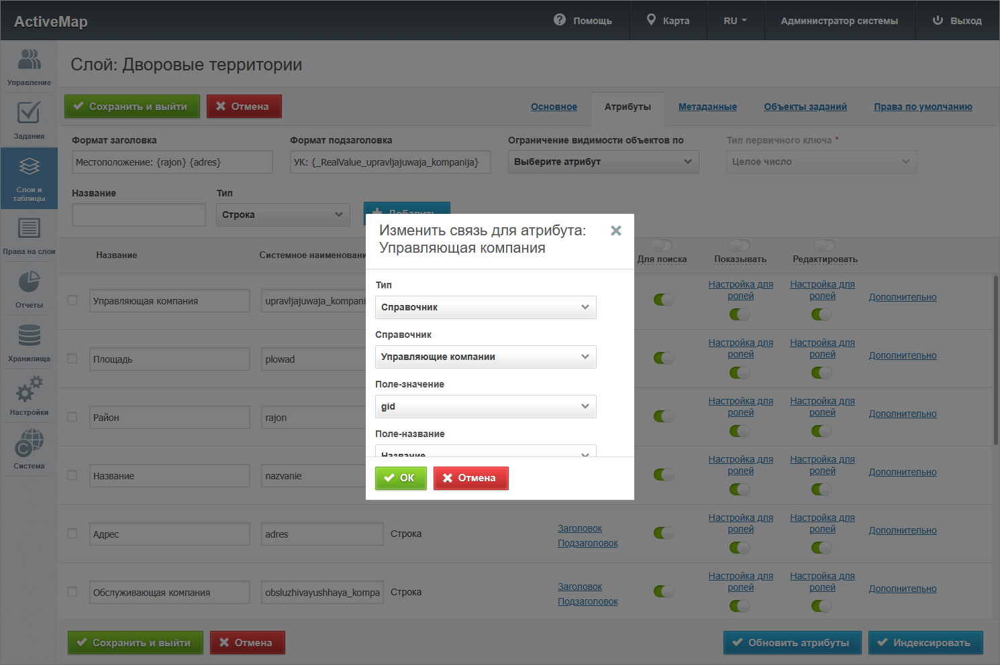 ActiveMap
Помощь
Карта
RU
Администратор системы
Выход
Управление
Задания
Слои и
таблицы
Права на слои
Отчеты
Хранилища
Настройки
Система
Слой: Дворовые территории
Сохранить и выйти
Отмена
Основное
Атрибуты
Метаданные
Объекты заданий
Права по умолчанию
Формат заголовка
Формат подзаголовка
Ограничение видимости объектов по
Тип первичного ключа *
Местоположение: {rajon} {adres}
УК: {_RealValue_upravljajuwaja_kompanija}
Выберите атрибут
Целое число
Название
Тип
Строка
Добавить
Название
Системное наименовани
Для поиска
Показывать
Редактировать
Управляющая компания
upravljajuwaja_kompani
Настройка для
ролей
Настройка для
ролей
Дополнительно
Площадь
plowad
Настройка для
ролей
Настройка для
ролей
Дополнительно
Район
rajon
Настройка для
ролей
Настройка для
ролей
Дополнительно
Название
nazvanie
Настройка для
ролей
Настройка для
ролей
Дополнительно
Адрес
adres
Строка
Заголовок
Подзаголовок
Настройка для
ролей
Настройка для
ролей
Дополнительно
Обслуживающая компания
obsluzhivayushhaya_kompa
Строка
Заголовок
Подзаголовок
Настройка для
ролей
Настройка для
ролей
Дополнительно
Изменить связь для атрибута:
Управляющая компания
Тип
Справочник
Справочник
Управляющие компании
Поле-значение
gid
Поле-название
Название
ОК
Отмена
Сохранить и выйти
Отмена
Обновить атрибуты
Индексировать